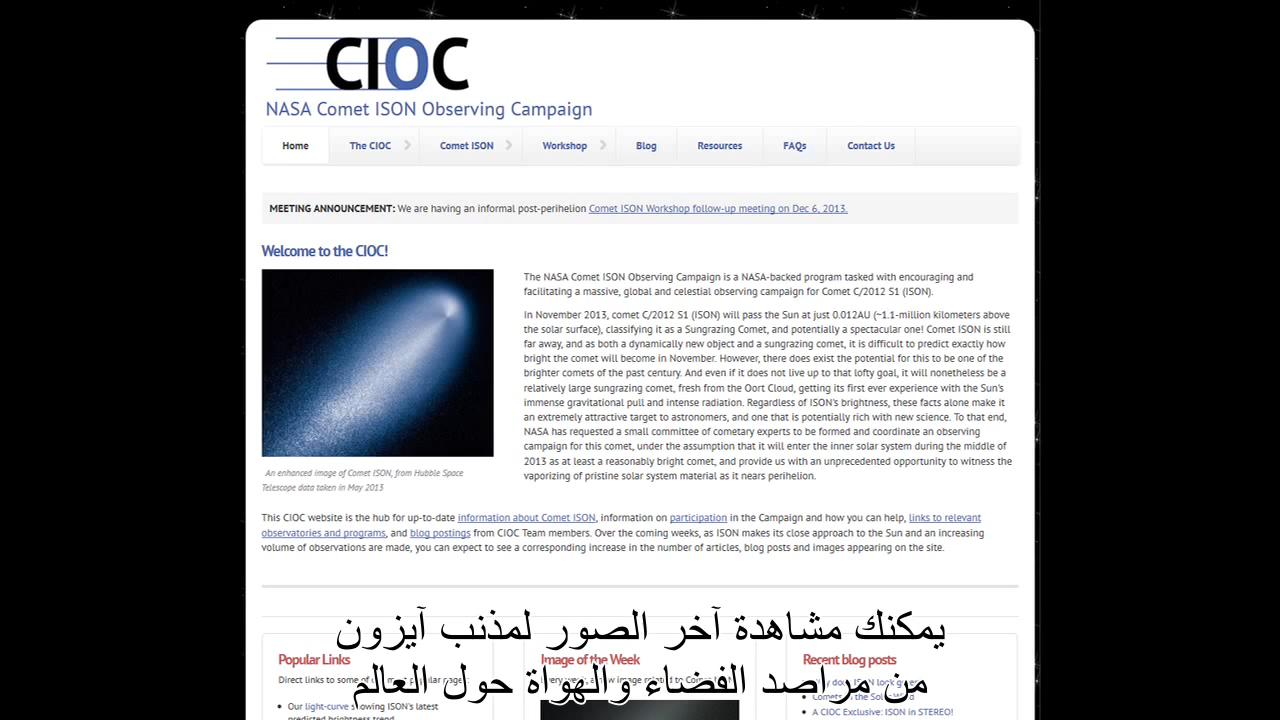 CIOC
NASA Comet ISON Observing Campaign
Home The CIOC Comet ISON Workshop Blog Resources FAQs Contact Us
MEETING ANNOUNCEMENT: We are having an informal post-perihelion Comet ISON Workshop follow-up meeting on Dec 6, 2013.
Welcome to the CIOC!
An enhanced image of Comet ISON, from Hubble Space
Telescope data taken in May 2013
The NASA Comet ISON Observing Campaign is a NASA-backed program tasked with encouraging and
facilitating a massive, global and celestial observing campaign for Comet C/2012 S1 (ISON).
In November 2013, comet C/2012 S1 (ISON) will pass the Sun at just 0.012AU (~1.1-million kilometers above
the solar surface), classifying it as a Sungrazing Comet, and potentially a spectacular one! Comet ISON is still
far away, and as both a dynamically new object and a sungrazing comet, it is difficult to predict exactly how
bright the comet will become in November. However, there does exist the potential for this to be one of the
brighter comets of the past century. And even if it does not live up to that lofty goal, it will nonetheless be a
relatively large sungrazing comet, fresh from the Oort Cloud, getting its first ever experience with the Sun's
immense gravitational pull and intense radiation. Regardless of ISON's brightness, these facts alone make it
an extremely attractive target to astronomers, and one that is potentially rich with new science. To that end,
NASA has requested a small committee of cometary experts to be formed and coordinate an observing
campaign for this comet, under the assumption that it will enter the inner solar system during the middle of
2013 as at least a reasonably bright comet, and provide us with an unprecedented opportunity to witness the
vaporizing of pristine solar system material as it nears perihelion.
This CIOC website is the hub for up-to-date information about Comet ISON, information on participation in the Campaign and how you can help, links to relevant
observatories and programs, and blog postings from CIOC Team members. Over the coming weeks, as ISON makes its close approach to the Sun and an increasing
volume of observations are made, you can expect to see a corresponding increase in the number of articles, blog posts and images appearing on the site.
يمكنك مشاهدة آخر الصور لمذنب آيزون
من مراصد الفضاء والهواة حول العالم
Popular Links
Direct links to some of
Our light-curve showing ISON's latest
predicted brightness trend
Image of the Week
Recent blog posts
A CIOC Exclusive: ISON in STEREO!